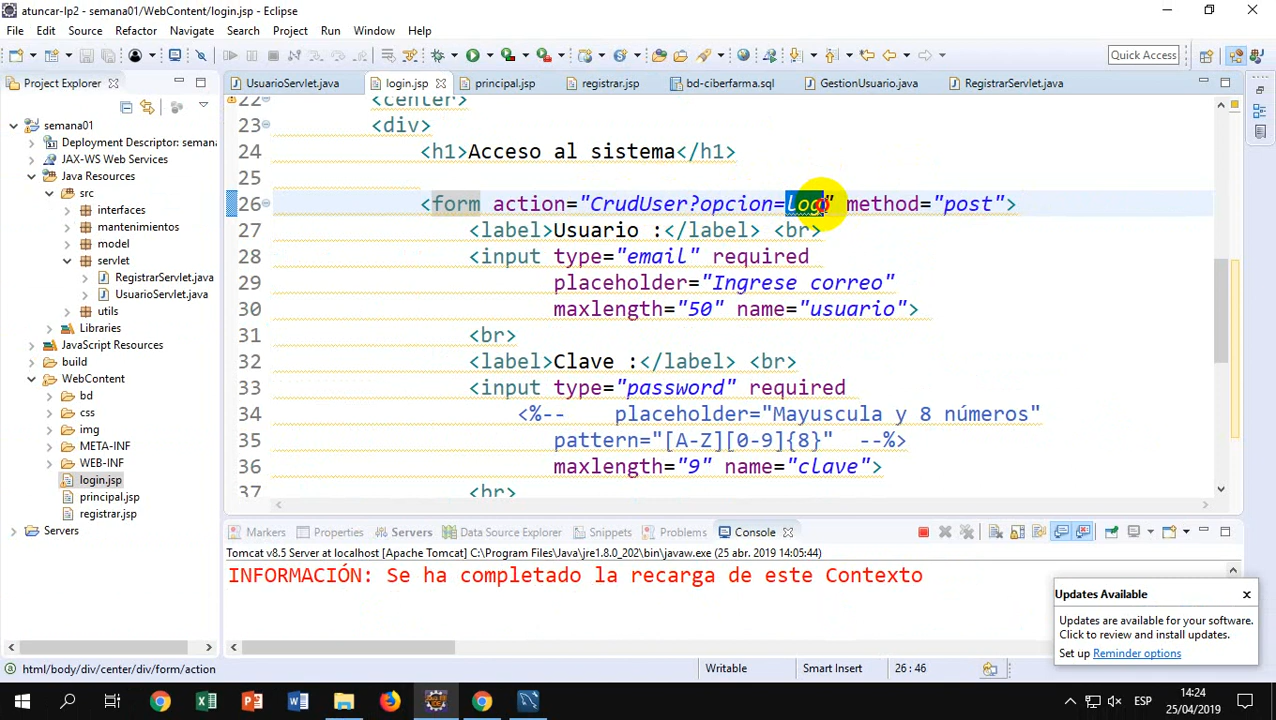 atuncar-lp2 - semana01/WebContent/login.jsp - Eclipse
File Edit Source Refactor Navigate Search Project Run Window Help
Quick Access
Project Explorer
UsuarioServlet.java login.jsp principal.jsp registrar.jsp bd-ciberfarma.sql GestionUsuario.java RegistrarServlet.java
semana01
Deployment Descriptor: seman
JAX-WS Web Services
Java Resources
src
interfaces
mantenimientos
model
servlet
RegistrarServlet.java
UsuarioServlet.java
utils
Libraries
JavaScript Resources
build
WebContent
bd
css
img
META-INF
WEB-INF
login.jsp
principal.jsp
registrar.jsp
Servers
22 <center>
23 <div>
24 <h1>Acceso al sistema</h1>
25
26 <form action="CrudUser?opcion=log" method="post">
27 <label>Usuario :</label> <br>
28 <input type="email" required
29 placeholder="Ingrese correo"
30 maxlength="50" name="usuario">
31 <br>
32 <label>Clave :</label> <br>
33 <input type="password" required
34 <%-- placeholder="Mayuscula y 8 números"
35 pattern="[A-Z][0-9]{8}" --%>
36 maxlength="9" name="clave">
37 <br>
Markers Properties Servers Data Source Explorer Snippets Problems Console
Tomcat v8.5 Server at localhost [Apache Tomcat] C:\Program Files\Java\jre1.8.0_202\bin\javaw.exe (25 abr. 2019 14:05:44)
INFORMACIÓN: Se ha completado la recarga de este Contexto
Updates Available
Updates are available for your software.
Click to review and install updates.
Set up Reminder options
html/body/div/center/div/form/action
Writable Smart Insert 26 : 46
ESP
14:24
25/04/2019